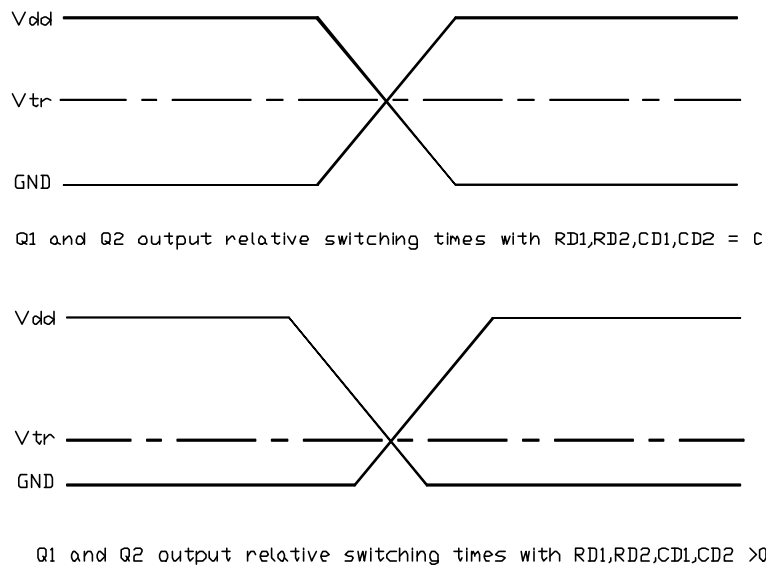 Vdd
Vtr
GND
Q1 and Q2 output relative switching times with RD1,RD2,CD1,CD2 = C
Vdd
Vtr
GND
Q1 and Q2 output relative switching times with RD1,RD2,CD1,CD2 >0